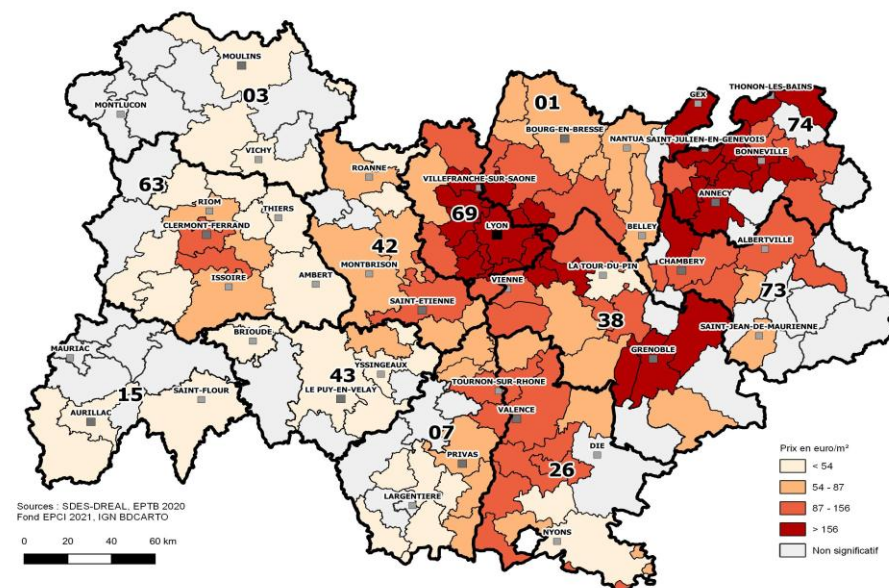 MOULINS
03
MONTLUCON
VICHY
01
BOURG-EN-BRESSE
NANTUA
GEX
THONON-LES-BAINS
SAINT-JULIEN-EN-GENEVOIS
74
BONNEVILLE
ANNECY
ROANNE
VILLEFRANCHE-SUR-SAONE
63
RIOM
THIERS
CLERMONT-FERRAND
69
LYON
BELLEY
42
MONTBRISON
ISSOIRE
AMBERT
CHAMBERY
ALBERTVILLE
LA TOUR-DU-PIN
VIENNE
SAINT-ETIENNE
73
38
SAINT-JEAN-DE-MAURIENNE
BRIOUDE
MAURIAC
43
YSSINGEAUX
GRENOBLE
15
SAINT-FLOUR
LE PUY-EN-VELAY
TOURNON-SUR-RHONE
AURILLAC
VALENCE
07
DIE
PRIVAS
26
LARGENTIERE
NYONS
Prix en euro/m²
< 54
54 - 87
87 - 156
> 156
Non significatif
Sources : SDES-DREAL, EPTB 2020
Fond EPCI 2021, IGN BDCARTO
0 20 40 60 km